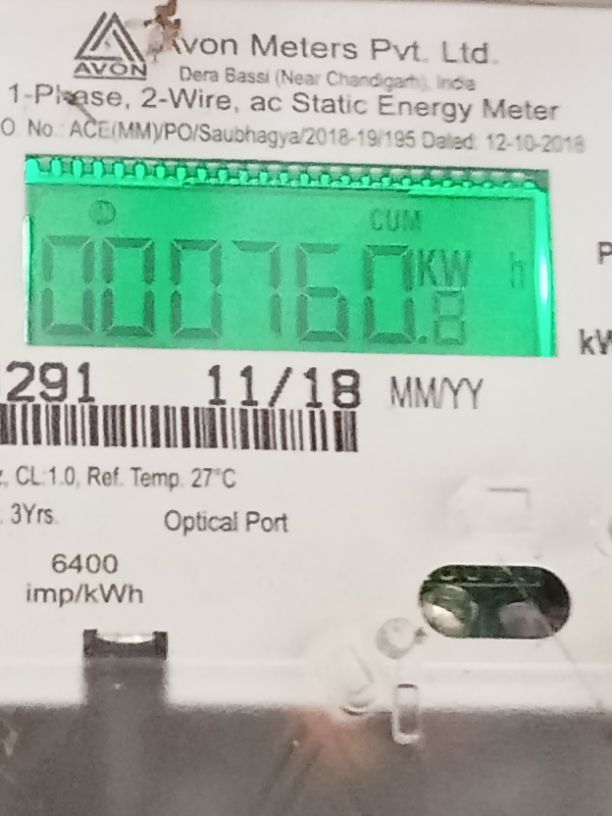 AVON
Avon Meters Pvt. Ltd.
Dera Bassi (Near Chandigarh), India
1-Phase, 2-Wire, ac Static Energy Meter
O No.: ACE(MM)/PO/Saubhagya/2018-19/195 Dated: 12-10-2018
CUM
000760.8 KW h
291 11/18 MM/YY
CL:1.0, Ref. Temp. 27°C
3Yrs. Optical Port
6400
imp/kWh